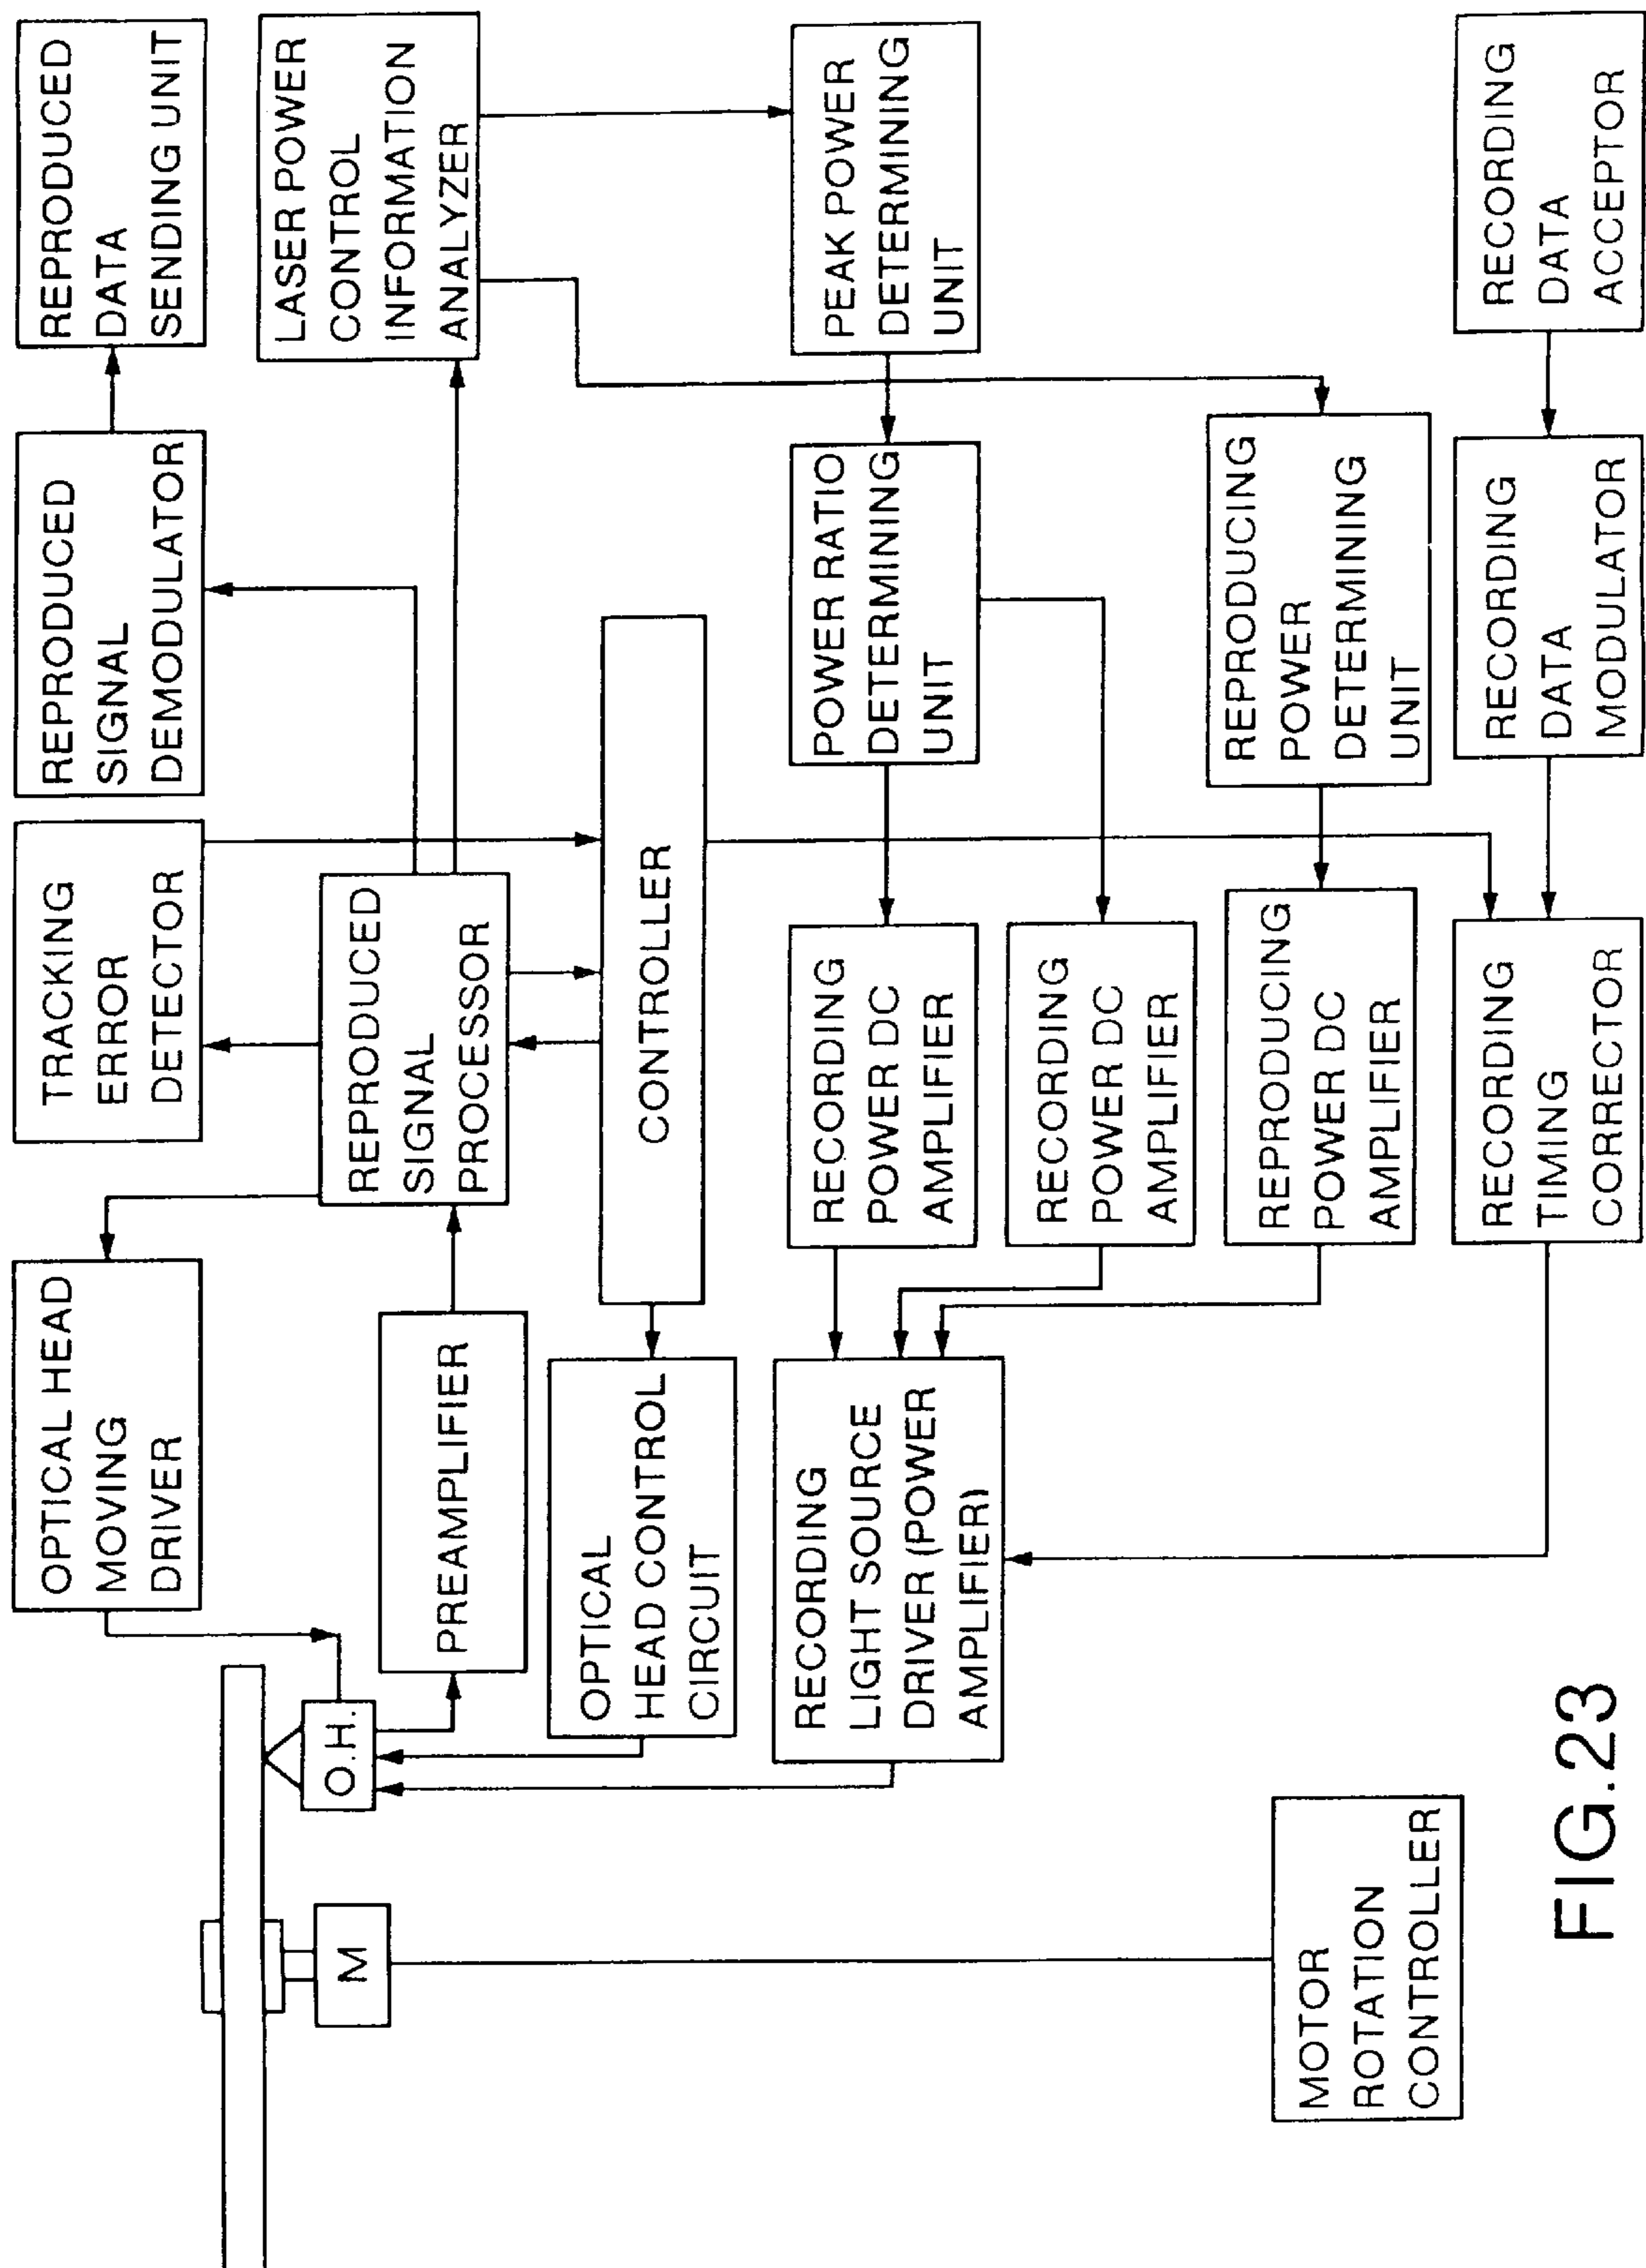 OPTICAL HEAD
MOVING
DRIVER
TRACKING
ERROR
DETECTOR
REPRODUCED
SIGNAL
DEMODULATOR
REPRODUCED
DATA
SENDING UNIT
O.H.
M
PREAMPLIFIER
REPRODUCED
SIGNAL
PROCESSOR
LASER POWER
CONTROL
INFORMATION
ANALYZER
OPTICAL
HEAD CONTROL
CIRCUIT
CONTROLLER
RECORDING
LIGHT SOURCE
DRIVER (POWER
AMPLIFIER)
RECORDING
POWER DC
AMPLIFIER
POWER RATIO
DETERMINING
UNIT
PEAK POWER
DETERMINING
UNIT
RECORDING
POWER DC
AMPLIFIER
REPRODUCING
POWER DC
AMPLIFIER
REPRODUCING
POWER
DETERMINING
UNIT
MOTOR
ROTATION
CONTROLLER
RECORDING
TIMING
CORRECTOR
RECORDING
DATA
MODULATOR
RECORDING
DATA
ACCEPTOR
FIG.23